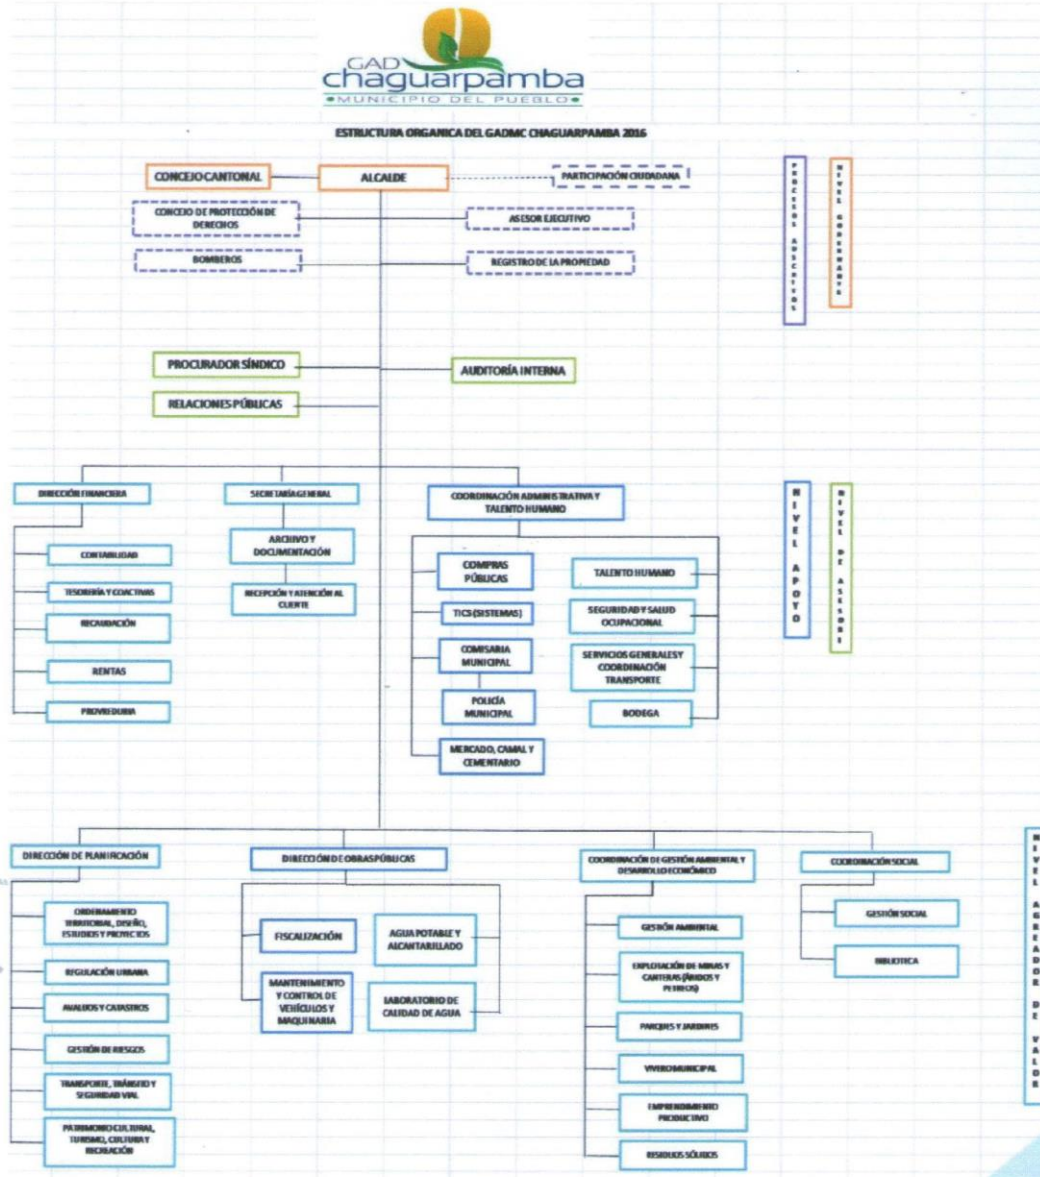 GAD
chaguarpamba
•MUNICIPIO DEL PUEBLO•
ESTRUCTURA ORGANICA DEL GADMC CHAGUARPAMBA 2016
CONCEJO CANTONAL
ALCALDE
PARTICIPACIÓN CIUDADANA
CONCEJO DE PROTECCIÓN DE
DERECHOS
ASESOR EJECUTIVO
BOMBEROS
REGISTRO DE LA PROPIEDAD
PROCESOS ADSCRIVOS
NIVEL GOBERNANTE
PROCURADOR SÍNDICO
AUDITORÍA INTERNA
RELACIONES PÚBLICAS
DIRECCIÓN FINANCIERA
CONTABILIDAD
TESORERÍA Y COACTIVAS
RECAUDACIÓN
RENTAS
PROVREDURIA
SECRETARÍA GENERAL
ARCHIVO Y
DOCUMENTACIÓN
RECEPCIÓN Y ATENCIÓN AL
CLIENTE
COORDINACIÓN ADMINISTRATIVA Y
TALENTO HUMANO
COMPRAS
PÚBLICAS
TICS (SISTEMAS)
COMISARIA
MUNICIPAL
POLICÍA
MUNICIPAL
MERCADO, CAMAL Y
CEMENTARIO
TALENTO HUMANO
SEGURIDAD Y SALUD
OCUPACIONAL
SERVICIOS GENERALES Y
COORDINACIÓN
TRANSPORTE
BODEGA
NIVEL APOYO
NIVEL DE ASESORI
DIRECCIÓN DE PLANIFICACIÓN
ORDENAMIENTO
TERRITORIAL, DISEÑO,
ESTUDIOS Y PROYECTOS
REGULACIÓN URBANA
AVALUOS Y CATASTROS
GESTIÓN DE RIESGOS
TRANSPORTE, TRÁNSITO Y
SEGURIDAD VIAL
PATRIMONIO CULTURAL,
TURISMO, CULTURA Y
RECREACIÓN
DIRECCIÓN DE OBRAS PÚBLICAS
FISCALIZACIÓN
MANTENIMIENTO
Y CONTROL DE
VEHÍCULOS Y
MAQUINARIA
AGUA POTABLE Y
ALCANTARILLADO
LABORATORIO DE
CALIDAD DE AGUA
COORDINACIÓN DE GESTIÓN AMBIENTAL Y
DESARROLLO ECONÓMICO
GESTIÓN AMBIENTAL
EXPLOTACIÓN DE MINAS Y
CANTERAS (ÁRIDOS Y
PETREOS)
PARQUES Y JARDINES
VIVERO MUNICIPAL
EMPRENDIMIENTO
PRODUCTIVO
RESIDUOS SÓLIDOS
COORDINACIÓN SOCIAL
GESTIÓN SOCIAL
BIBLIOTICA
NIVEL AGREADOR DE VALOR